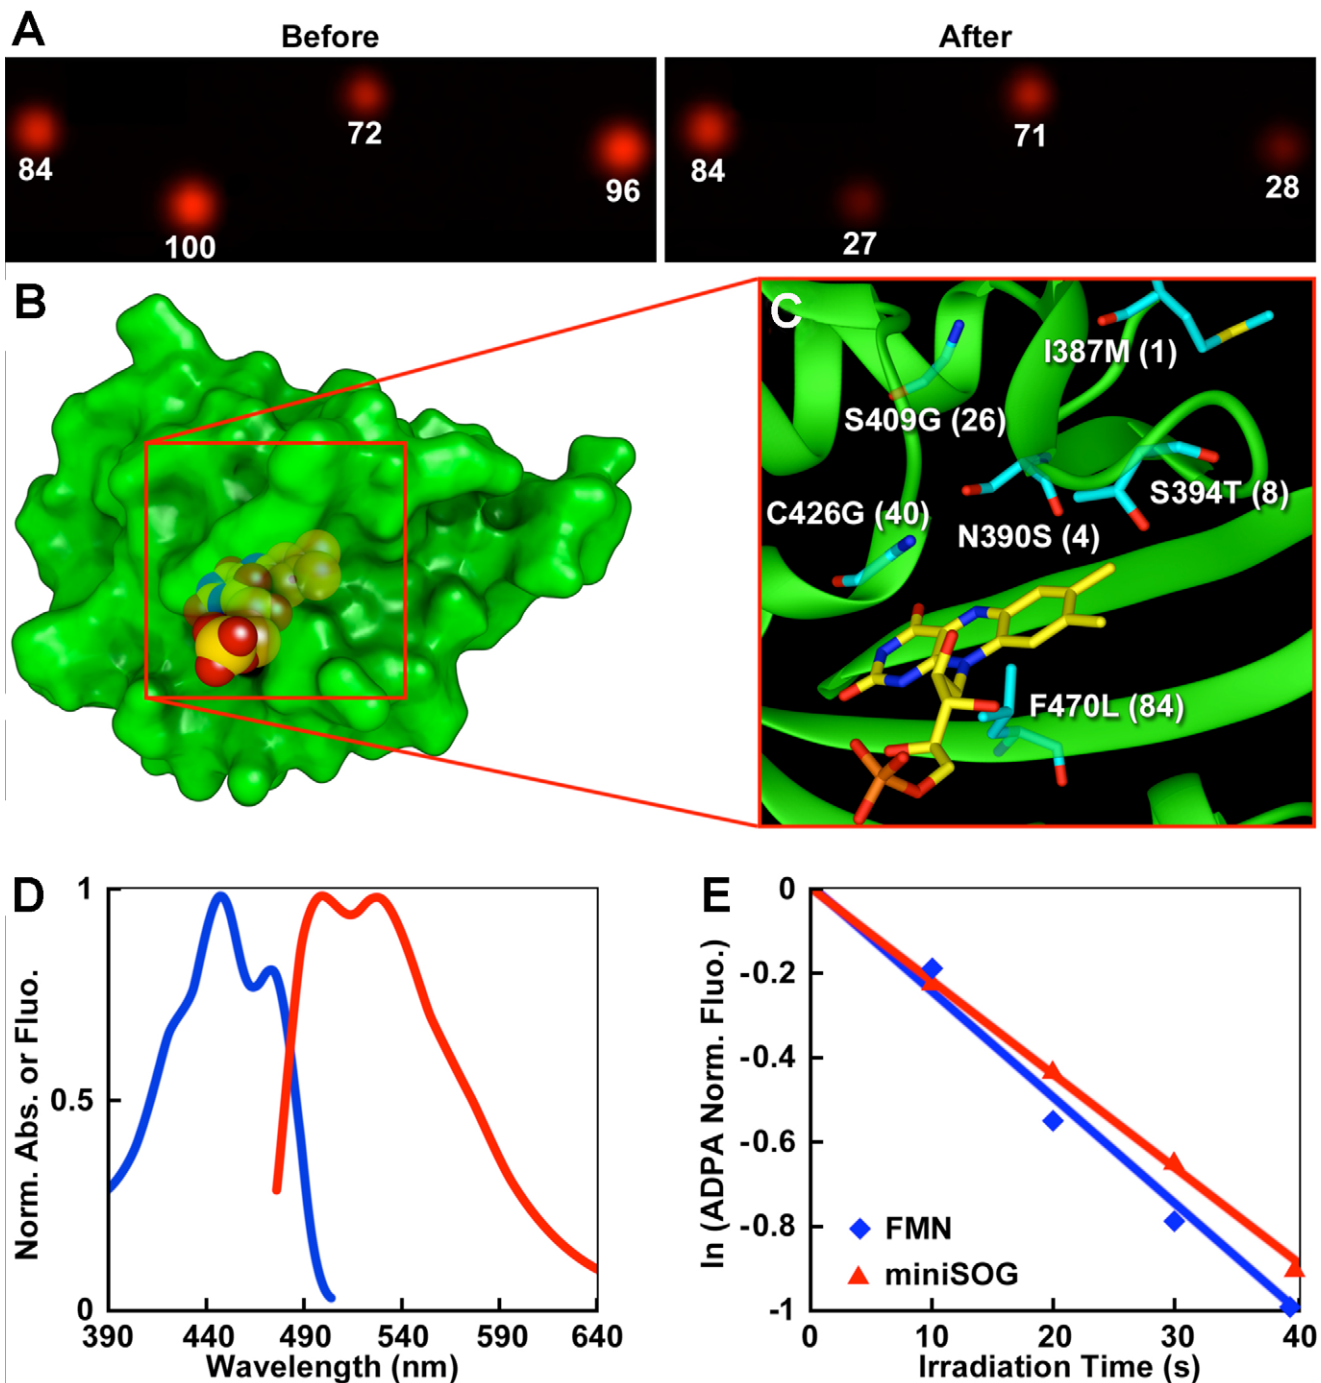 A
Before
After
84
72
96
100
84
71
28
27
B
C
I387M (1)
S409G (26)
S394T (8)
C426G (40)
N390S (4)
F470L (84)
D
Norm. Abs. or Fluo.
1
0.5
0
390 440 490 540 590 640
Wavelength (nm)
E
ln (ADPA Norm. Fluo.)
0
-0.2
-0.4
-0.6
-0.8
-1
FMN
miniSOG
0 10 20 30 40
Irradiation Time (s)